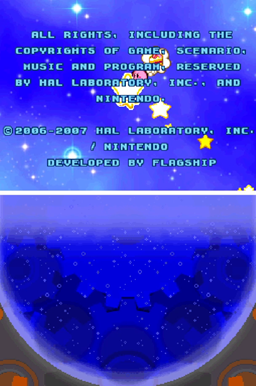 ALL RIGHTS, INCLUDING THE
COPYRIGHTS OF GAME, SCENARIO,
MUSIC AND PROGRAM, RESERVED
BY HAL LABORATORY, INC., AND
NINTENDO.
©2006-2007 HAL LABORATORY, INC.
/ NINTENDO
DEVELOPED BY FLAGSHIP